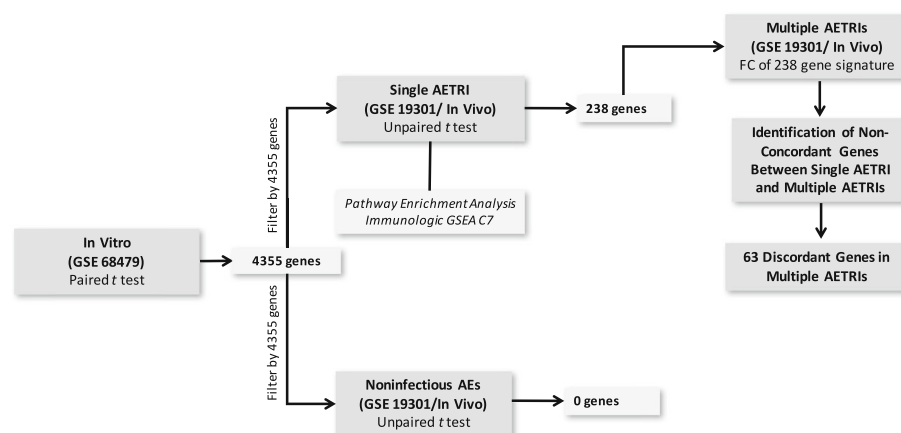 In Vitro
(GSE 68479)
Paired t test
4355 genes
Filter by 4355 genes
Filter by 4355 genes
Single AETRI
(GSE 19301/ In Vivo)
Unpaired t test
Pathway Enrichment Analysis
Immunologic GSEA C7
238 genes
Noninfectious AEs
(GSE 19301/In Vivo)
Unpaired t test
0 genes
Multiple AETRIs
(GSE 19301/ In Vivo)
FC of 238 gene signature
Identification of Non-
Concordant Genes
Between Single AETRI
and Multiple AETRIs
63 Discordant Genes in
Multiple AETRIs